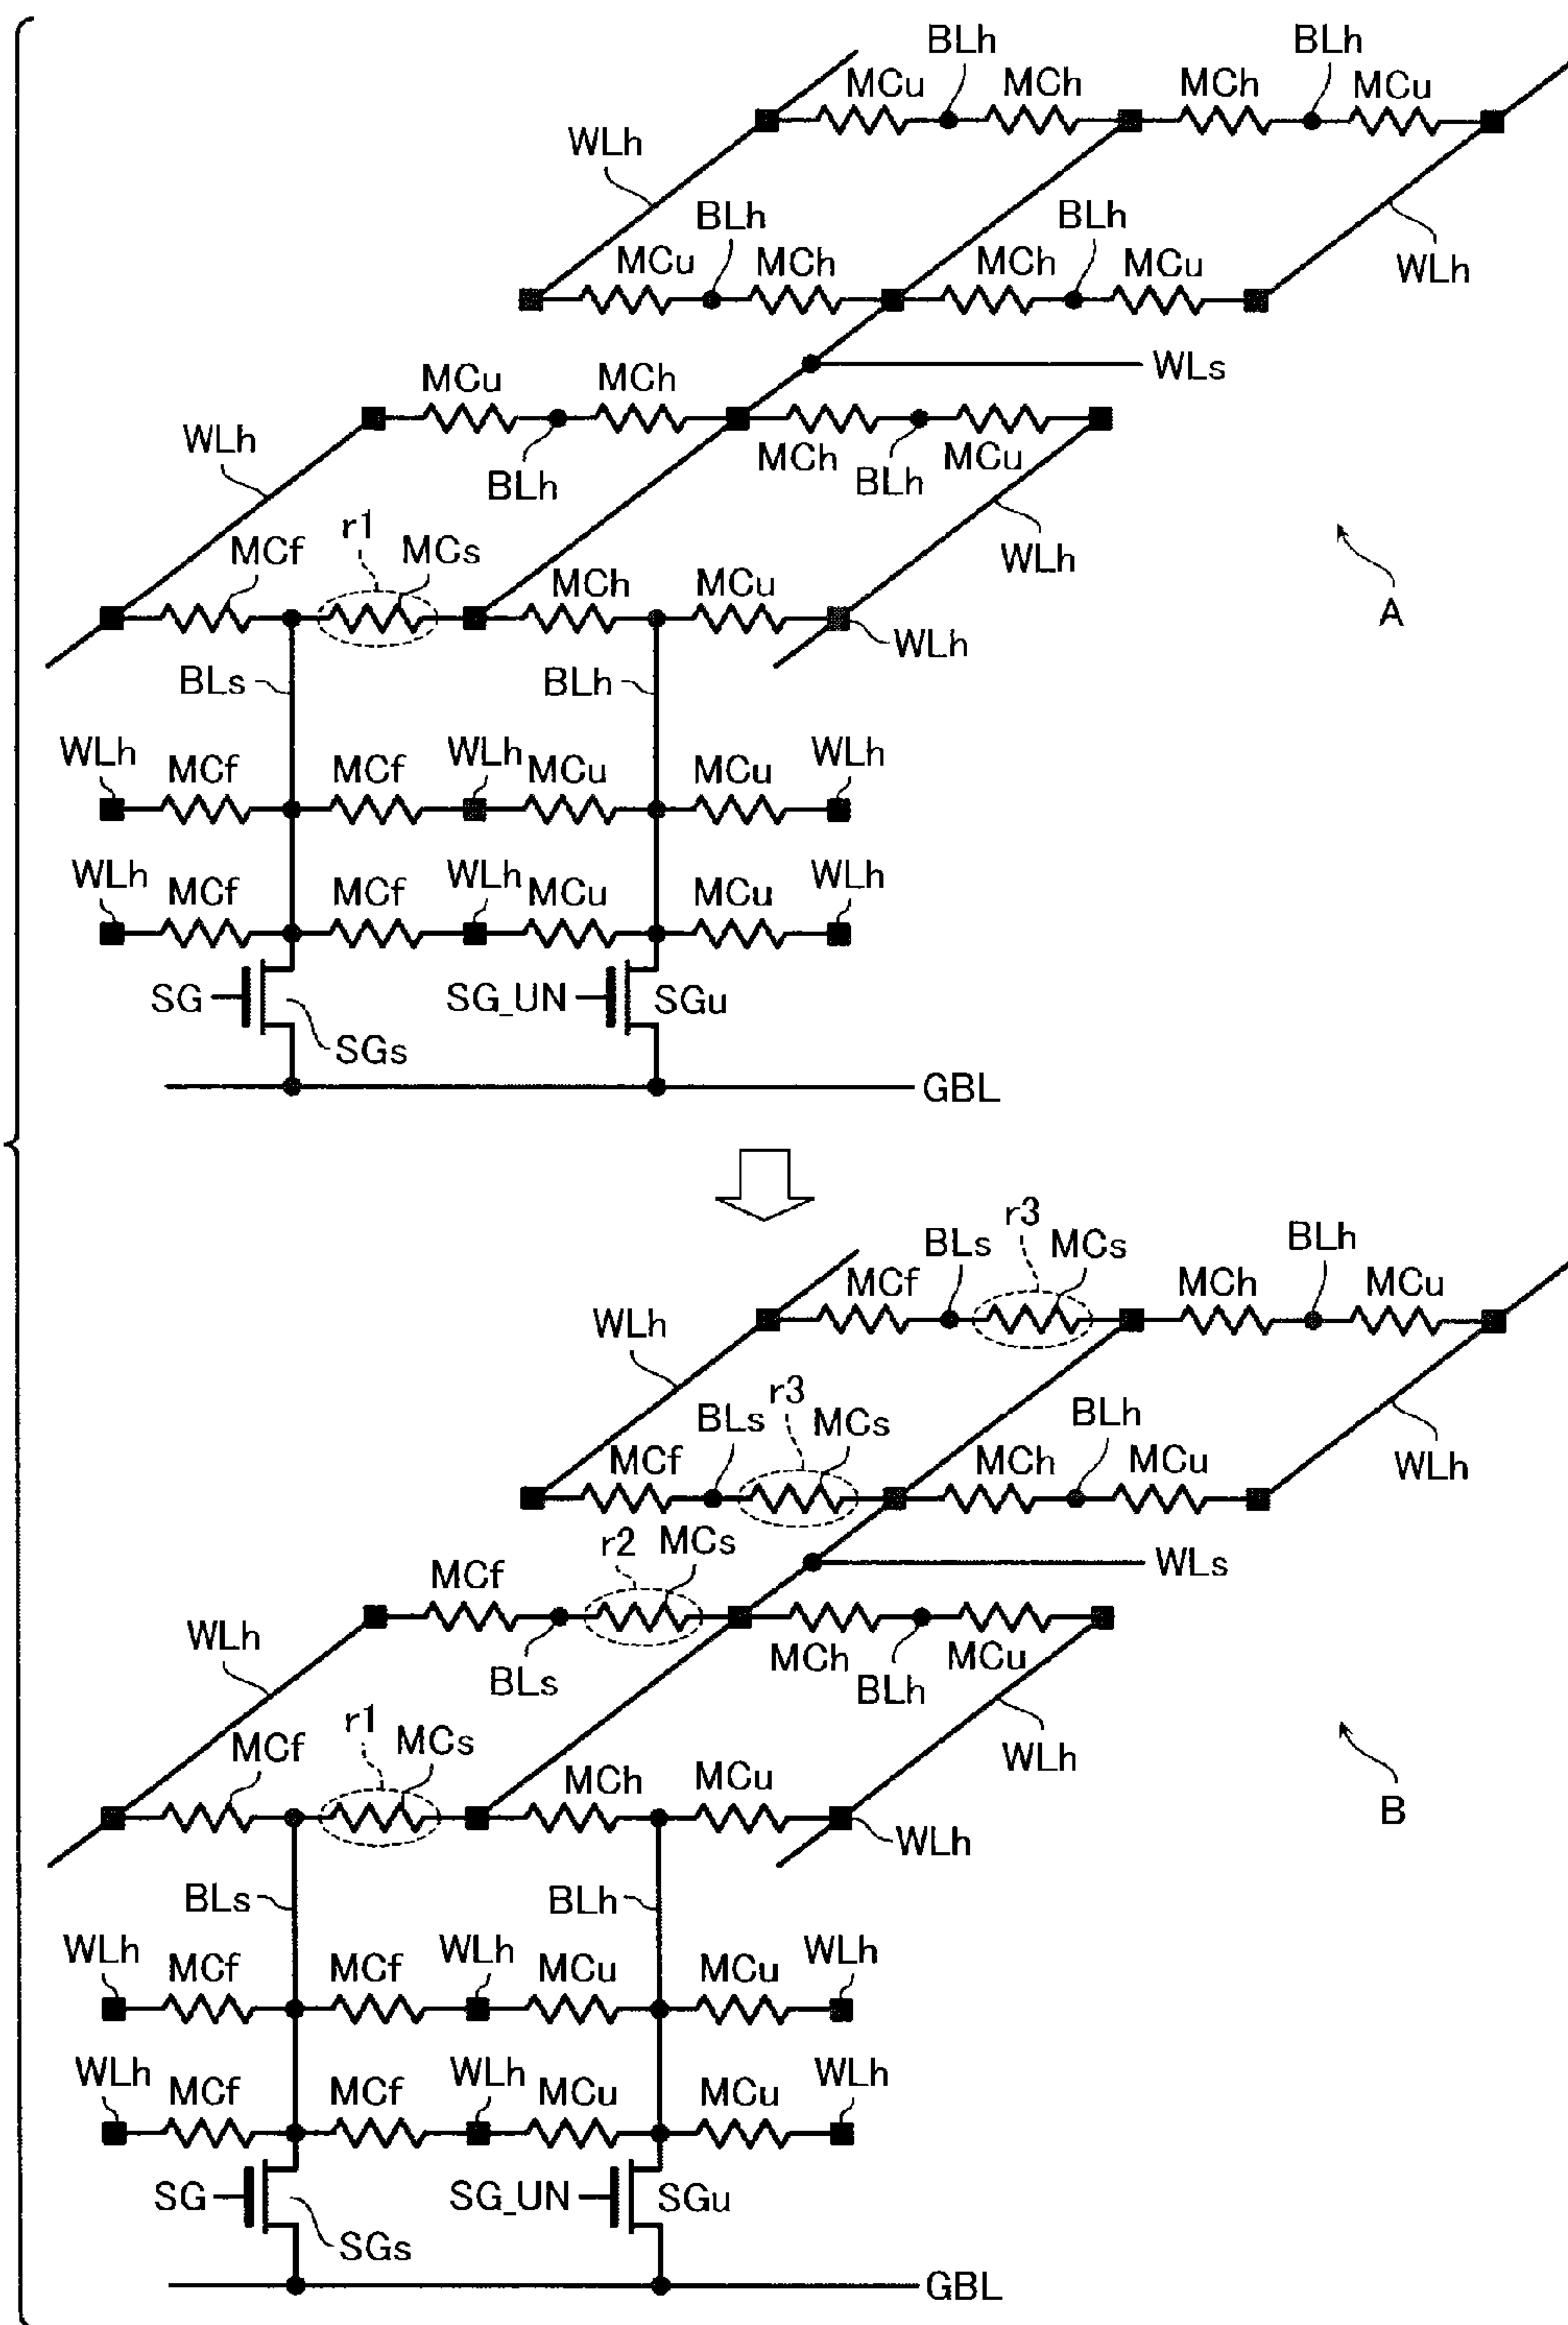 BLh BLh
MCu MCh MCh MCu
WLh
BLh BLh
MCu MCh MCh MCu WLh
WLs
MCu MCh
WLh
MCh MCu
BLh BLh
r1
MCf MCs MCh MCu WLh
A
WLh
BLs BLh
WLh MCf MCf WLh MCu MCu WLh
WLh MCf MCf WLh MCu MCu WLh
SG SG_UN SGu
SGs
GBL
r3
BLs MCs BLh
MCf MCh MCu
WLh
r3
BLs MCs BLh
MCf MCh MCu WLh
r2 MCs
WLs
MCf
WLh
MCh MCu
BLs BLh
r1
MCf MCs MCh MCu WLh
B
WLh
BLs BLh
WLh MCf MCf WLh MCu MCu WLh
WLh MCf MCf WLh MCu MCu WLh
SG SG_UN SGu
SGs
GBL